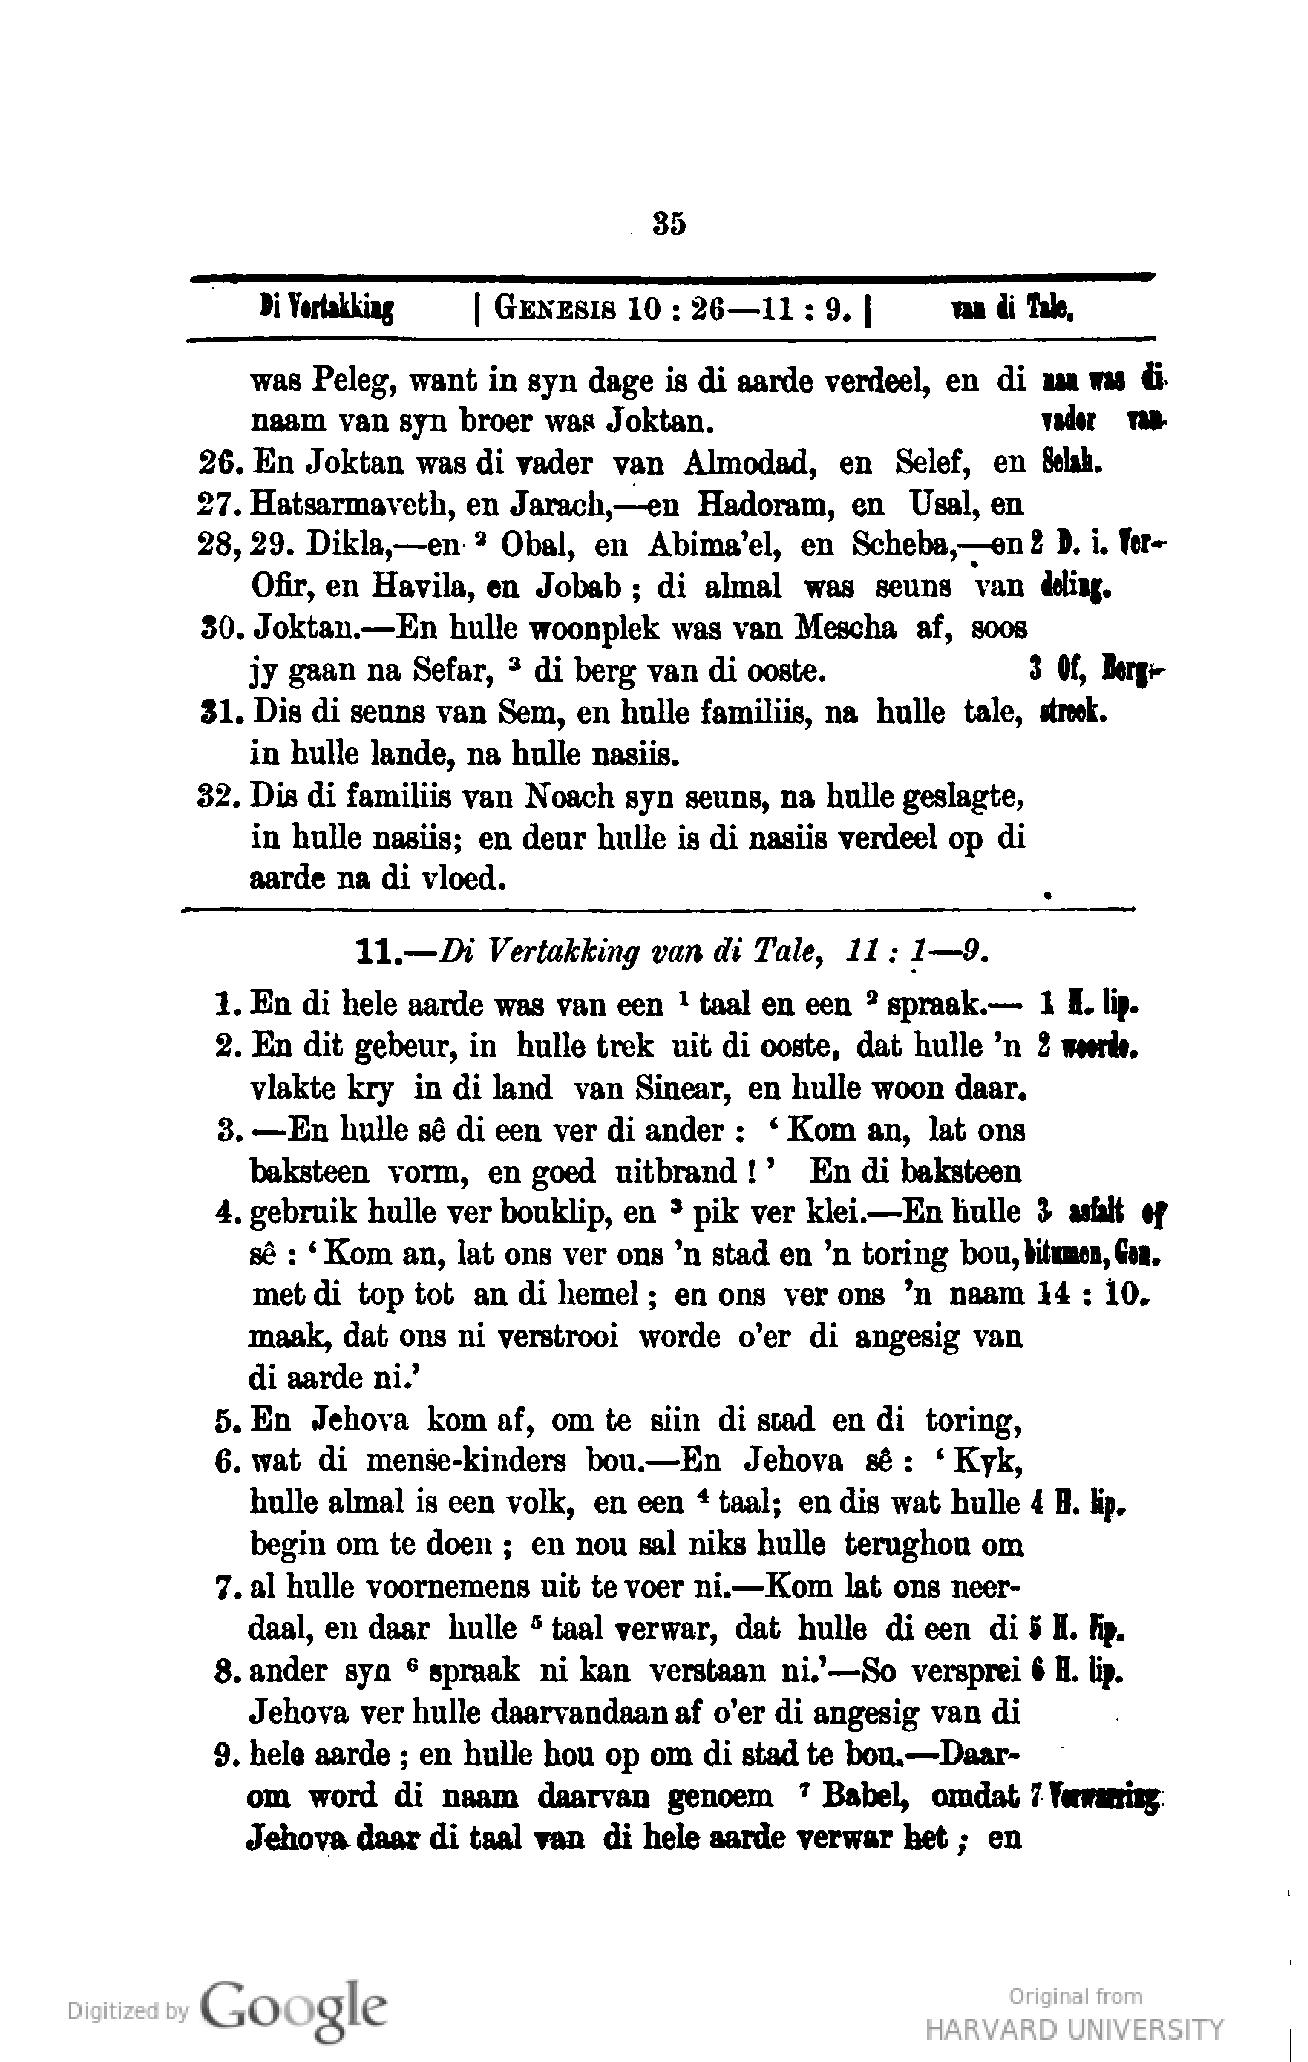 35
Di Vertakking | GENESIS 10 : 26—11 : 9. | van di Tale.
was Peleg, want in syn dage is di aarde verdeel, en di aan was di
naam van syn broer was Joktan. vader van
26. En Joktan was di vader van Almodad, en Selef, en Selah.
27. Hatsarmaveth, en Jarach,—en Hadoram, en Usal, en
28, 29. Dikla,—en ² Obal, en Abima'el, en Scheba,—en 2 D. i. Ver-
Ofir, en Havila, en Jobab ; di almal was seuns van deling.
30. Joktan.—En hulle woonplek was van Mescha af, soos
jy gaan na Sefar, ³ di berg van di ooste. 3 Of, Berg-
31. Dis di seuns van Sem, en hulle familiis, na hulle tale, streek.
in hulle lande, na hulle nasiis.
32. Dis di familiis van Noach syn seuns, na hulle geslagte,
in hulle nasiis; en deur hulle is di nasiis verdeel op di
aarde na di vloed.
11.—Di Vertakking van di Tale, 11 : 1—9.
1. En di hele aarde was van een ¹ taal en een ² spraak.— 1 H. lip.
2. En dit gebeur, in hulle trek uit di ooste, dat hulle 'n 2 woorde.
vlakte kry in di land van Sinear, en hulle woon daar.
3. —En hulle sê di een ver di ander : ‘ Kom an, lat ons
baksteen vorm, en goed uitbrand ! ’ En di baksteen
4. gebruik hulle ver bouklip, en ³ pik ver klei.—En hulle 3 asfalt of
sê : ‘ Kom an, lat ons ver ons 'n stad en 'n toring bou, bitumen, Gen.
met di top tot an di hemel ; en ons ver ons 'n naam 14 : 10.
maak, dat ons ni verstrooi worde o'er di angesig van
di aarde ni.’
5. En Jehova kom af, om te siin di stad en di toring,
6. wat di mense-kinders bou.—En Jehova sê : ‘ Kyk,
hulle almal is een volk, en een ⁴ taal; en dis wat hulle 4 H. lip.
begin om te doen ; en nou sal niks hulle terughou om
7. al hulle voornemens uit te voer ni.—Kom lat ons neer-
daal, en daar hulle ⁵ taal verwar, dat hulle di een di 5 H. lip.
8. ander syn ⁶ spraak ni kan verstaan ni.’—So versprei 6 H. lip.
Jehova ver hulle daarvandaan af o'er di angesig van di
9. hele aarde ; en hulle hou op om di stad te bou.—Daar-
om word di naam daarvan genoem ⁷ Babel, omdat 7 Verwarring
Jehova daar di taal van di hele aarde verwar het ; en
Digitized by Google
Original from
HARVARD UNIVERSITY